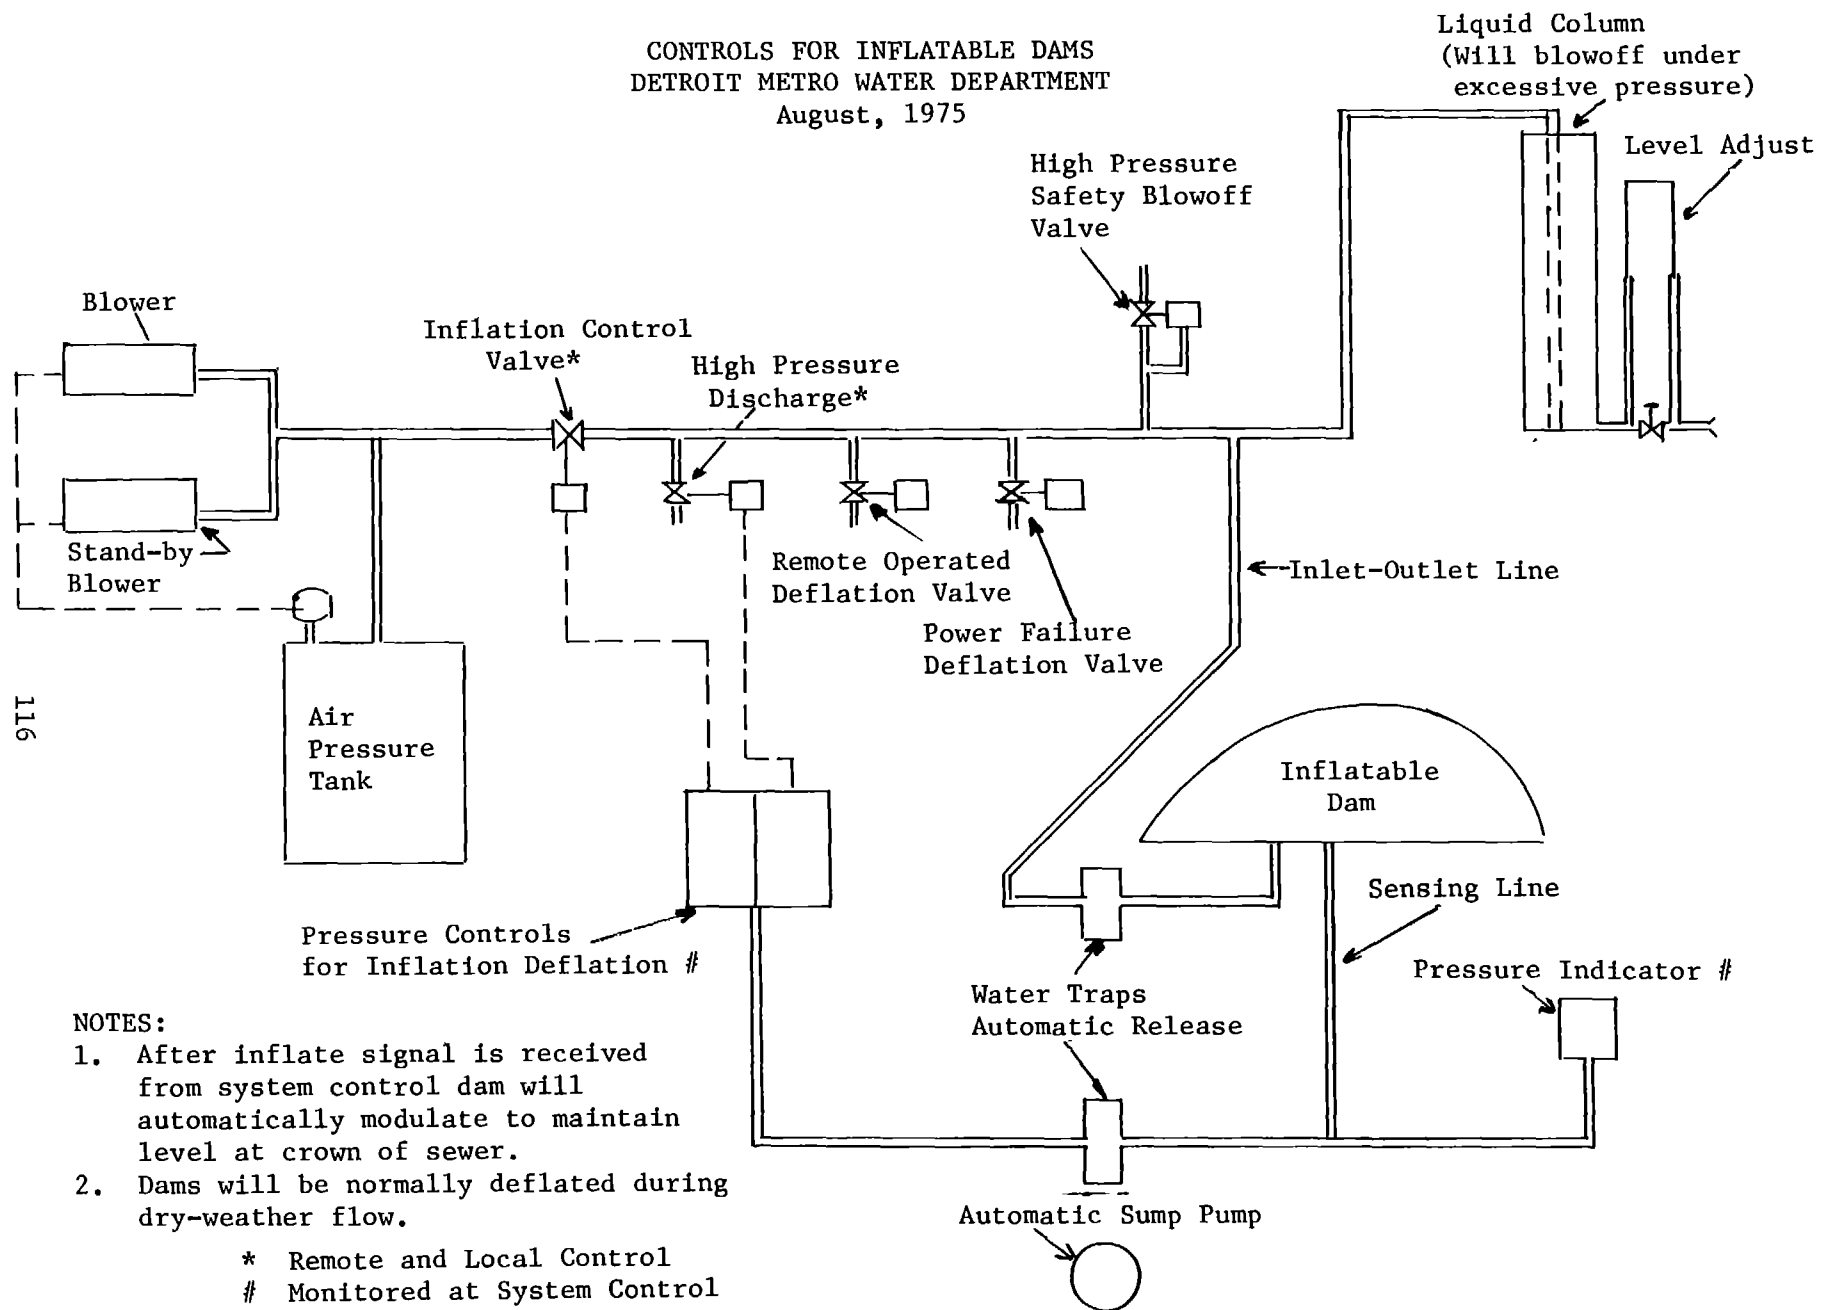 CONTROLS FOR INFLATABLE DAMS
DETROIT METRO WATER DEPARTMENT
August, 1975
Liquid Column
(Will blowoff under
excessive pressure)
Level Adjust
High Pressure
Safety Blowoff
Valve
Blower
Inflation Control
Valve*
High Pressure
Discharge*
Stand-by
Blower
Remote Operated
Deflation Valve
Power Failure
Deflation Valve
Inlet-Outlet Line
Air
Pressure
Tank
116
Inflatable
Dam
Sensing Line
Pressure Controls
for Inflation Deflation #
Water Traps
Automatic Release
Pressure Indicator #
Automatic Sump Pump
NOTES:
1. After inflate signal is received
from system control dam will
automatically modulate to maintain
level at crown of sewer.
2. Dams will be normally deflated during
dry-weather flow.
* Remote and Local Control
# Monitored at System Control